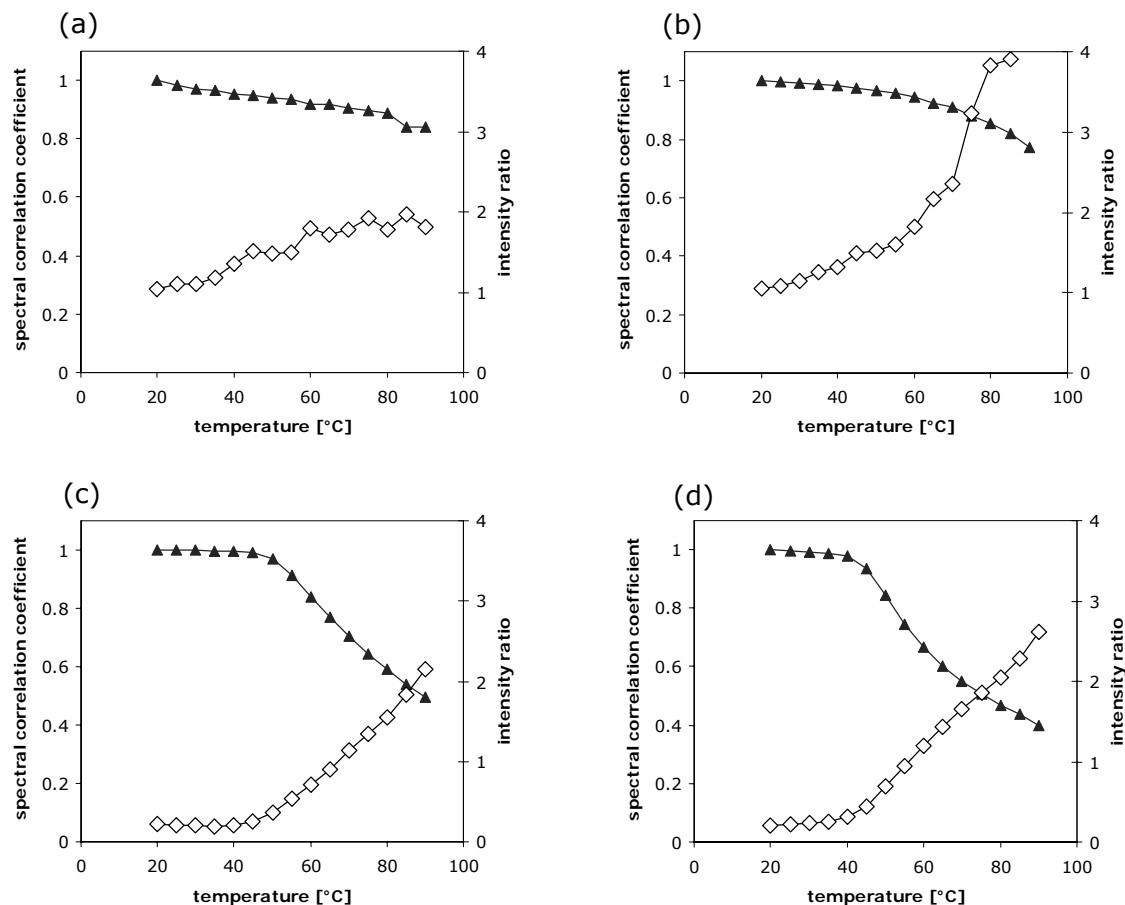 (a)
(b)
spectral correlation coefficient
1
0.8
0.6
0.4
0.2
0
4
3
2
1
0
intensity ratio
0 20 40 60 80 100
temperature [°C]
spectral correlation coefficient
1
0.8
0.6
0.4
0.2
0
4
3
2
1
0
intensity ratio
0 20 40 60 80 100
temperature [°C]
(c)
(d)
spectral correlation coefficient
1
0.8
0.6
0.4
0.2
0
4
3
2
1
0
intensity ratio
0 20 40 60 80 100
temperature [°C]
spectral correlation coefficient
1
0.8
0.6
0.4
0.2
0
4
3
2
1
0
intensity ratio
0 20 40 60 80 100
temperature [°C]